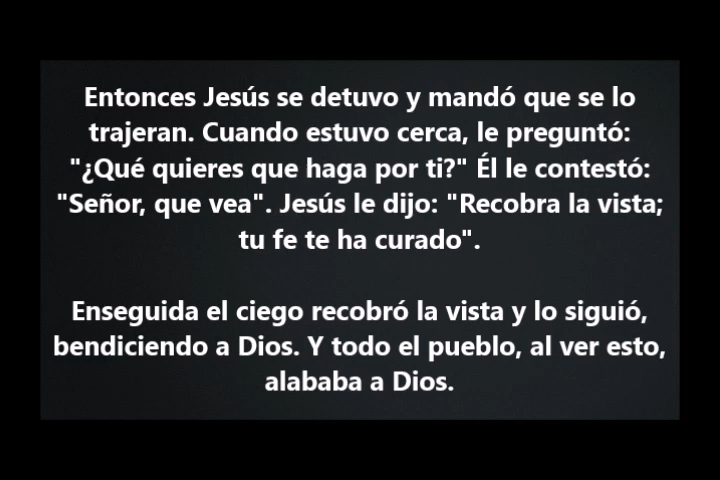 Entonces Jesús se detuvo y mandó que se lo
trajeran. Cuando estuvo cerca, le preguntó:
"¿Qué quieres que haga por ti?" Él le contestó:
"Señor, que vea". Jesús le dijo: "Recobra la vista;
tu fe te ha curado".
Enseguida el ciego recobró la vista y lo siguió,
bendiciendo a Dios. Y todo el pueblo, al ver esto,
alababa a Dios.